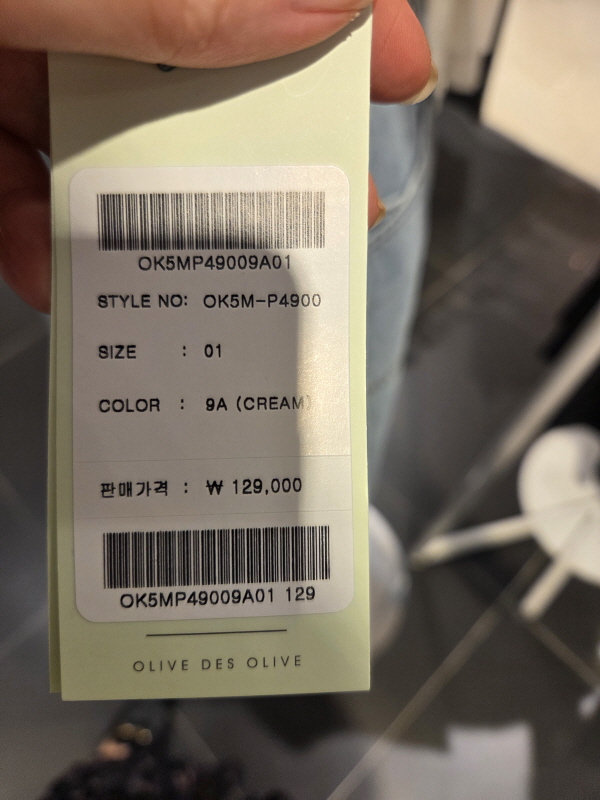 OK5MP49009A01
STYLE NO: OK5M-P4900
SIZE : 01
COLOR : 9A (CREAM)
판매가격 : ₩ 129,000
OK5MP49009A01 129
OLIVE DES OLIVE